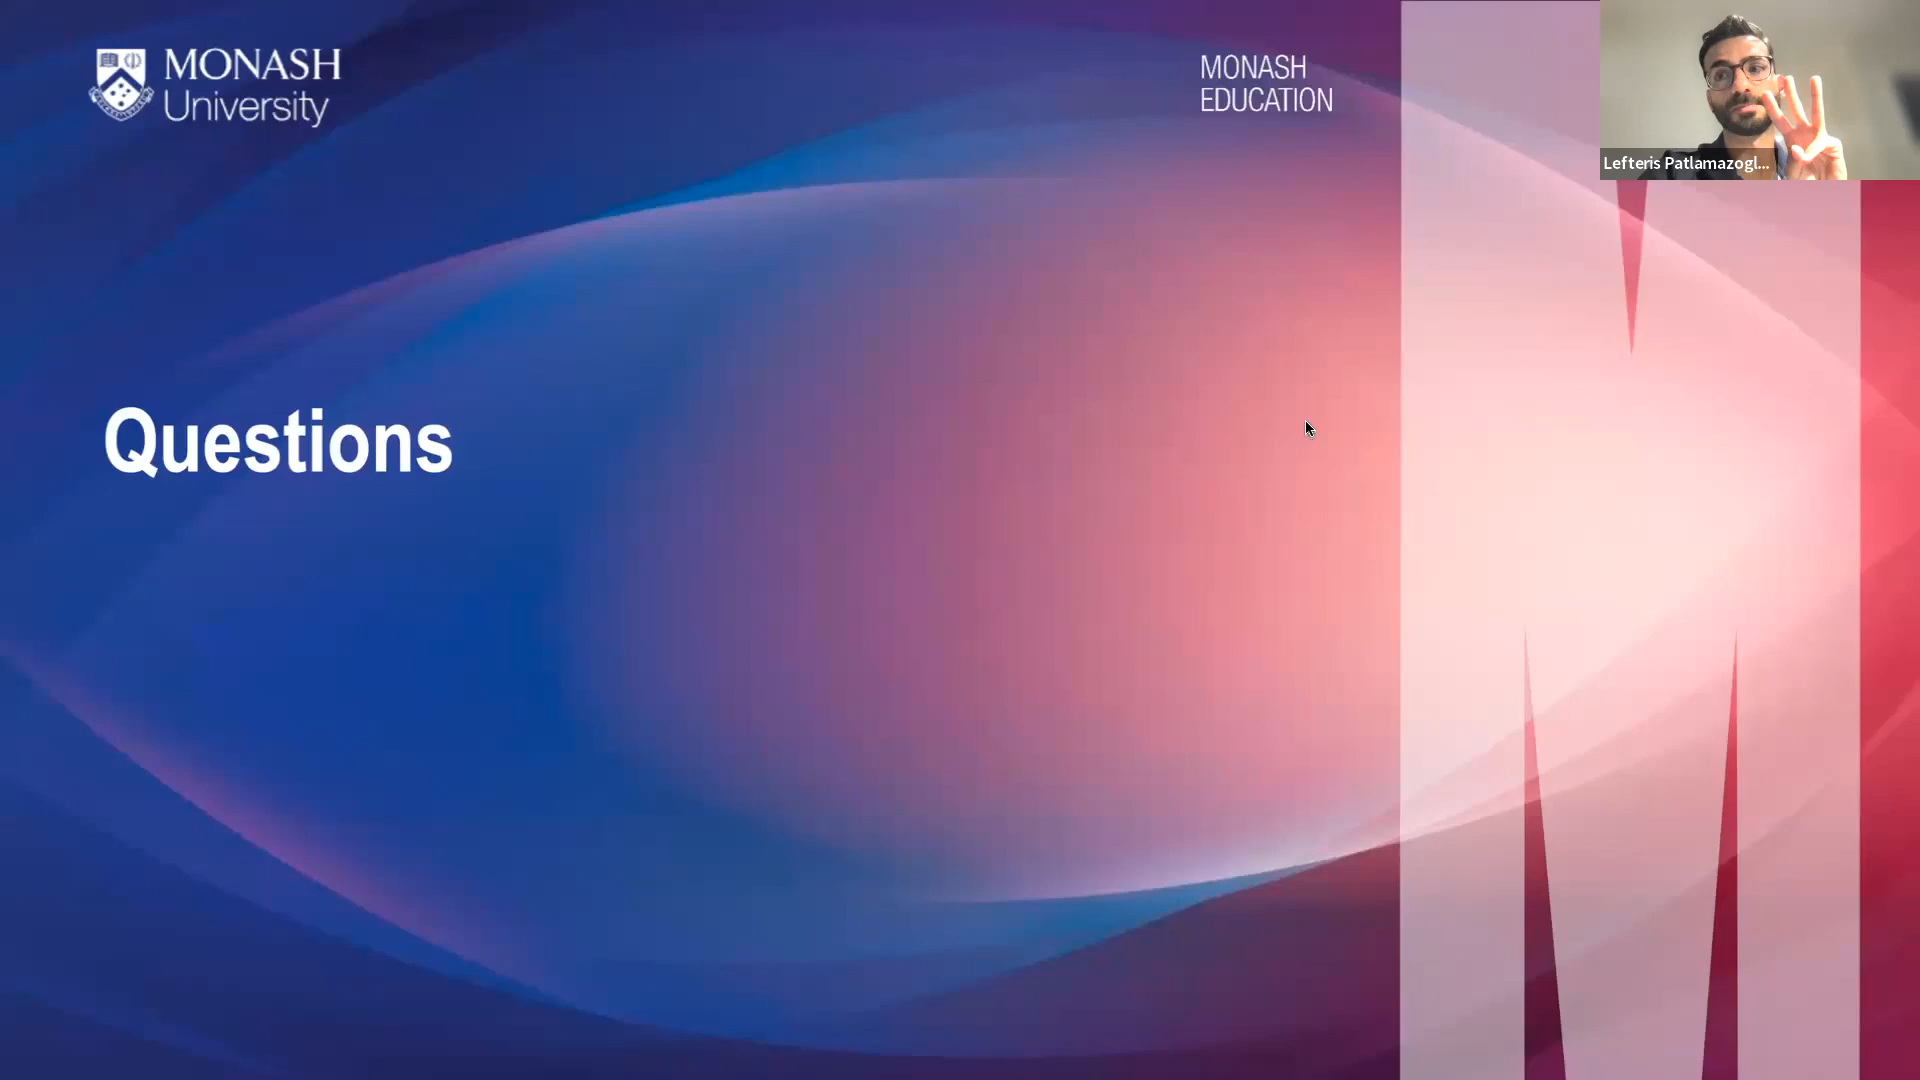 MONASH
University
MONASH
EDUCATION
Lefteris Patlamazogl...
Questions